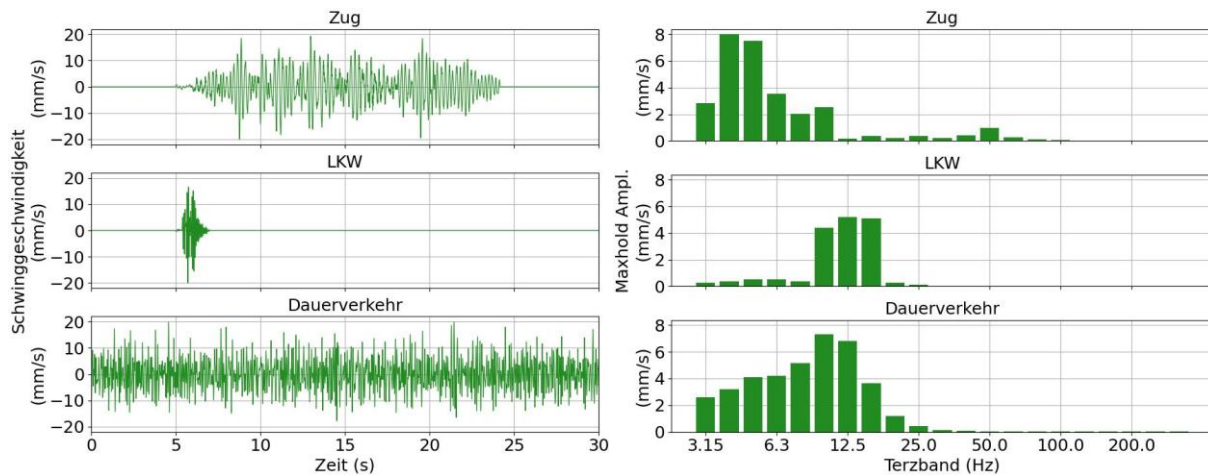 Zug
20
10
0
−10
−20
(mm/s)
LKW
20
10
0
−10
−20
(mm/s)
Dauerverkehr
20
10
0
−10
−20
(mm/s)
Schwinggeschwindigkeit
0 5 10 15 20 25 30
Zeit (s)
Zug
8
6
4
2
0
(mm/s)
LKW
8
6
4
2
0
(mm/s)
Dauerverkehr
8
6
4
2
0
(mm/s)
Maxhold Ampl.
3.15 6.3 12.5 25.0 50.0 100.0 200.0
Terzband (Hz)